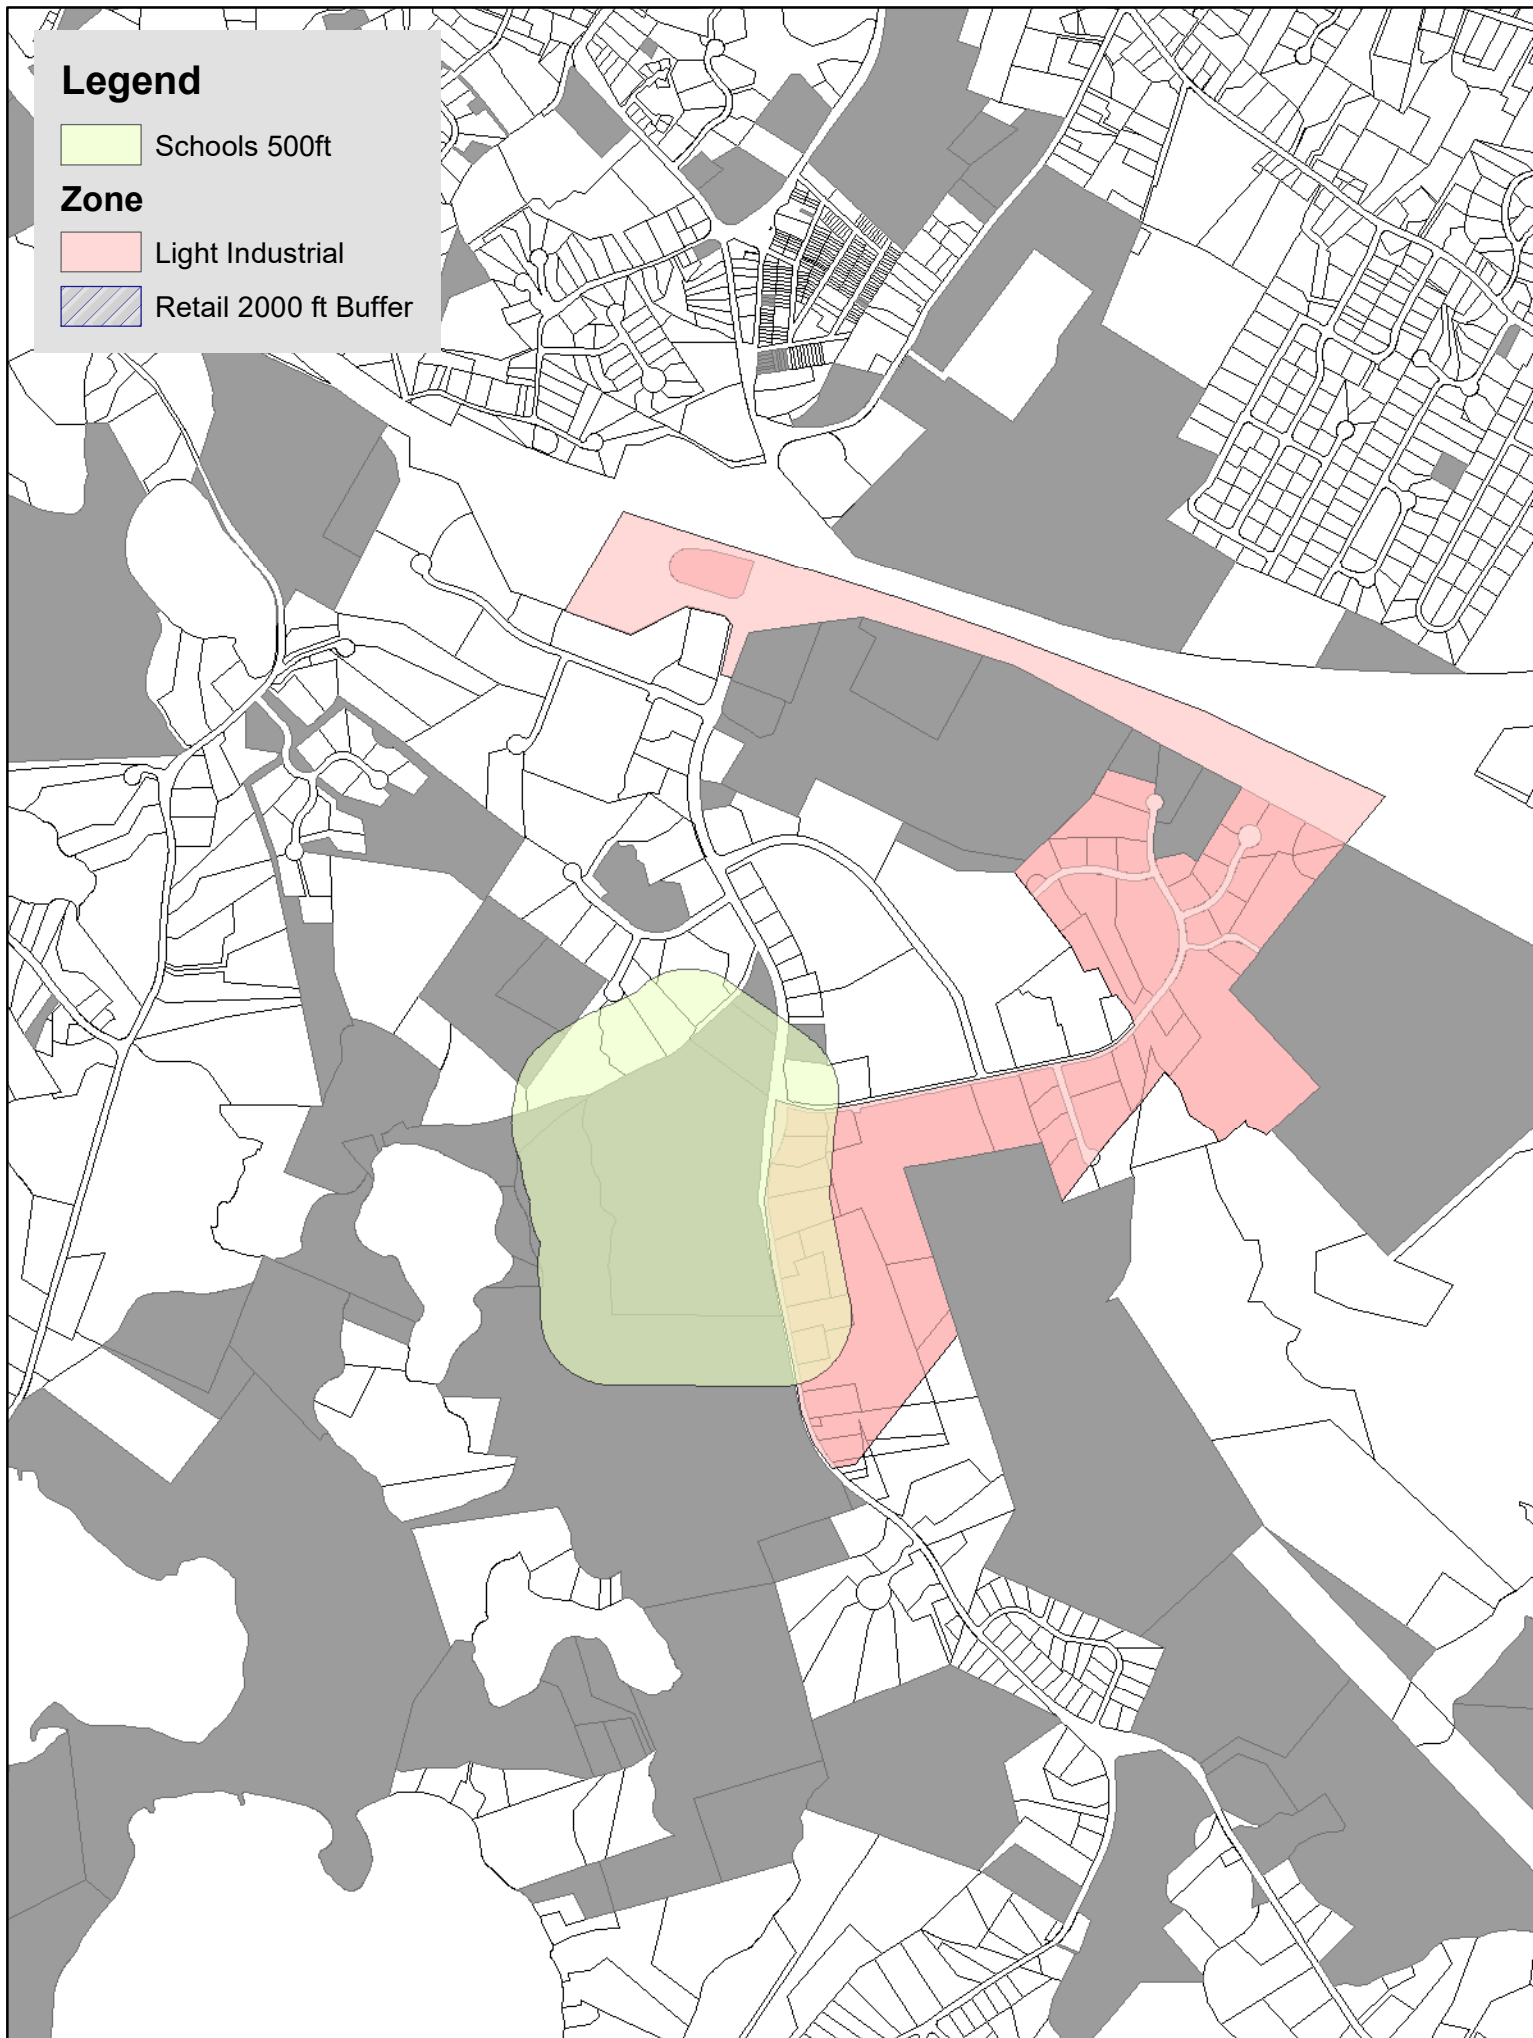 Legend
Schools 500ft
Zone
Light Industrial
Retail 2000 ft Buffer